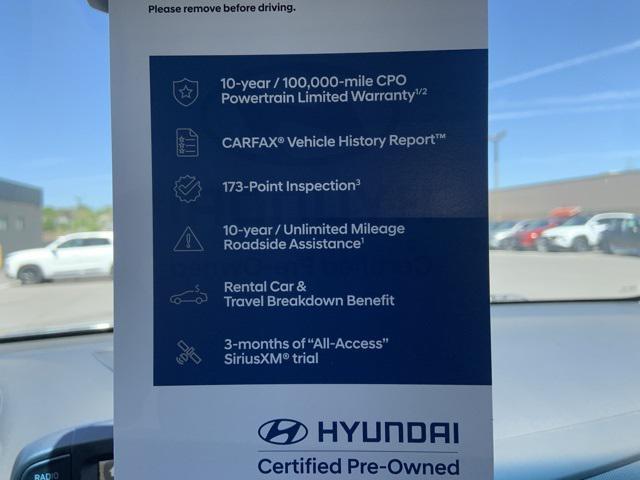 Please remove before driving.
10-year / 100,000-mile CPO
Powertrain Limited Warranty1/2
CARFAX® Vehicle History Report™
173-Point Inspection3
10-year / Unlimited Mileage
Roadside Assistance1
Rental Car &
Travel Breakdown Benefit
3-months of “All-Access”
SiriusXM® trial
HYUNDAI
Certified Pre-Owned
RADIO